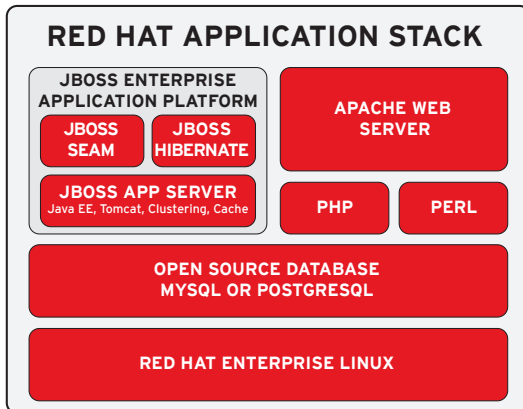 RED HAT APPLICATION STACK
JBOSS ENTERPRISE
APPLICATION PLATFORM
JBOSS
SEAM
JBOSS
HIBERNATE
JBOSS APP SERVER
Java EE, Tomcat, Clustering, Cache
APACHE WEB
SERVER
PHP
PERL
OPEN SOURCE DATABASE
MYSQL OR POSTGRESQL
RED HAT ENTERPRISE LINUX